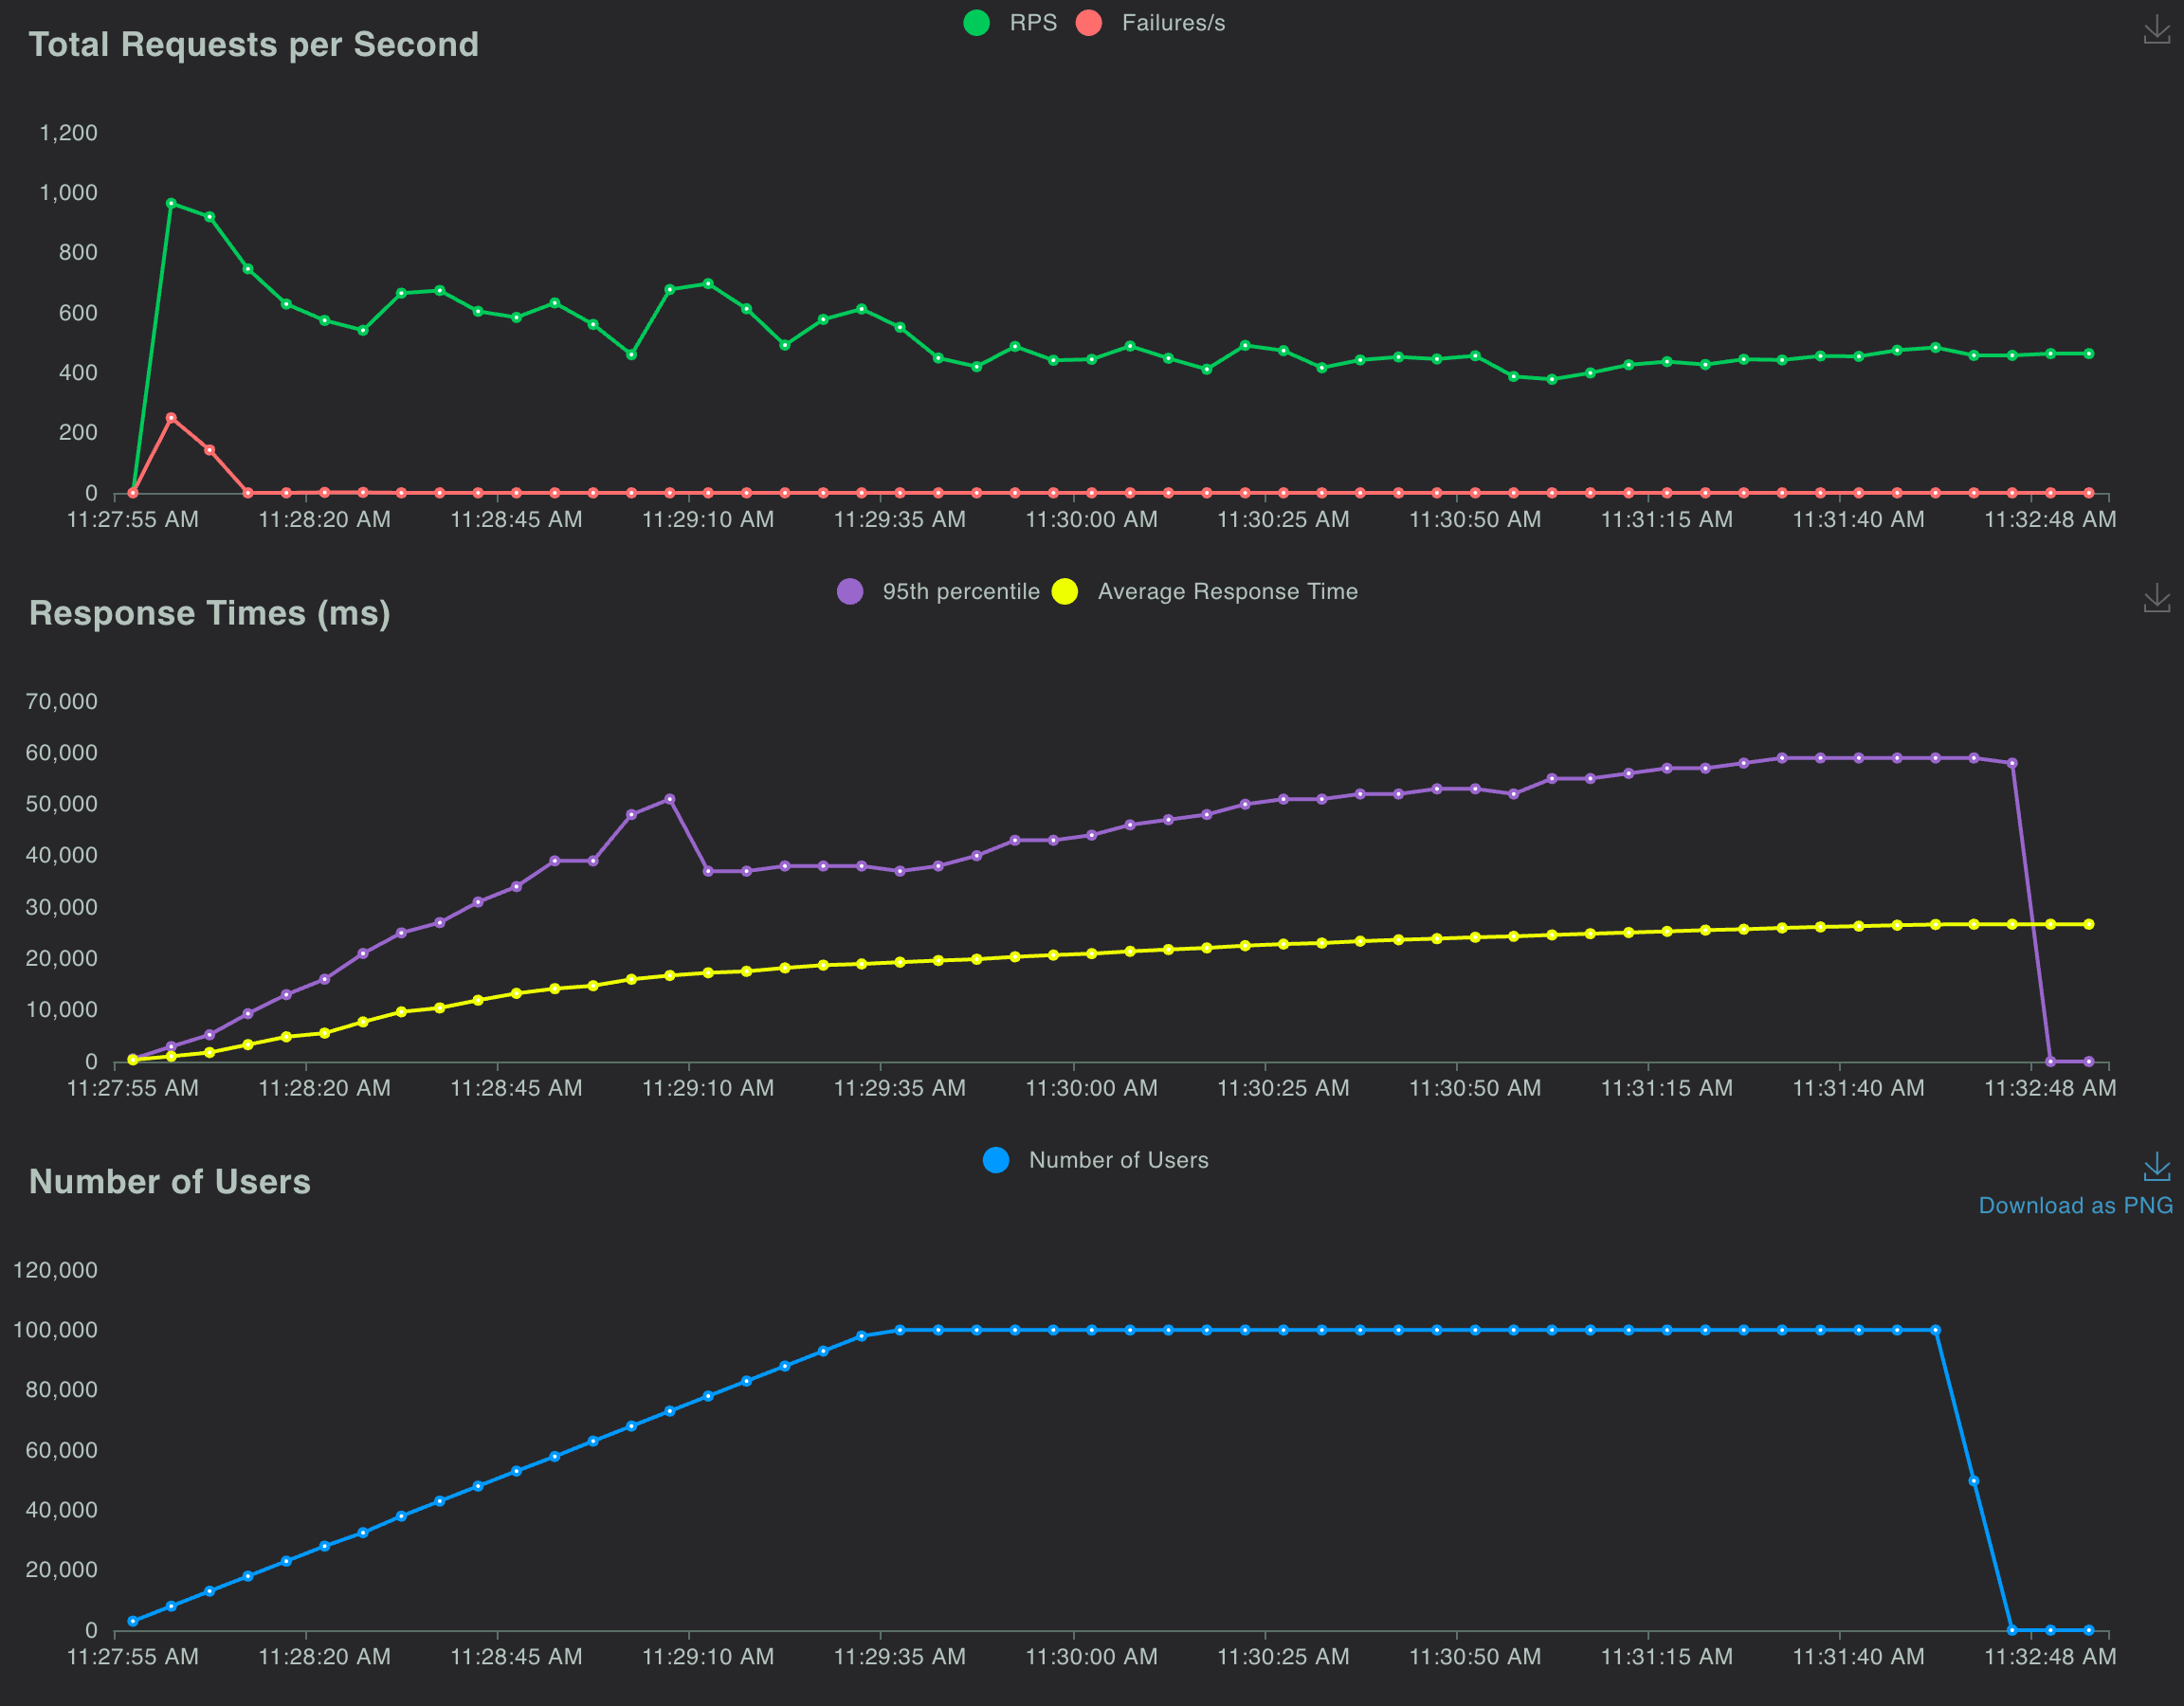 RPS Failures/s
Total Requests per Second
1,200
1,000
800
600
400
200
0
11:27:55 AM 11:28:20 AM 11:28:45 AM 11:29:10 AM 11:29:35 AM 11:30:00 AM 11:30:25 AM 11:30:50 AM 11:31:15 AM 11:31:40 AM 11:32:48 AM
95th percentile Average Response Time
Response Times (ms)
70,000
60,000
50,000
40,000
30,000
20,000
10,000
0
11:27:55 AM 11:28:20 AM 11:28:45 AM 11:29:10 AM 11:29:35 AM 11:30:00 AM 11:30:25 AM 11:30:50 AM 11:31:15 AM 11:31:40 AM 11:32:48 AM
Number of Users
Number of Users
Download as PNG
120,000
100,000
80,000
60,000
40,000
20,000
0
11:27:55 AM 11:28:20 AM 11:28:45 AM 11:29:10 AM 11:29:35 AM 11:30:00 AM 11:30:25 AM 11:30:50 AM 11:31:15 AM 11:31:40 AM 11:32:48 AM